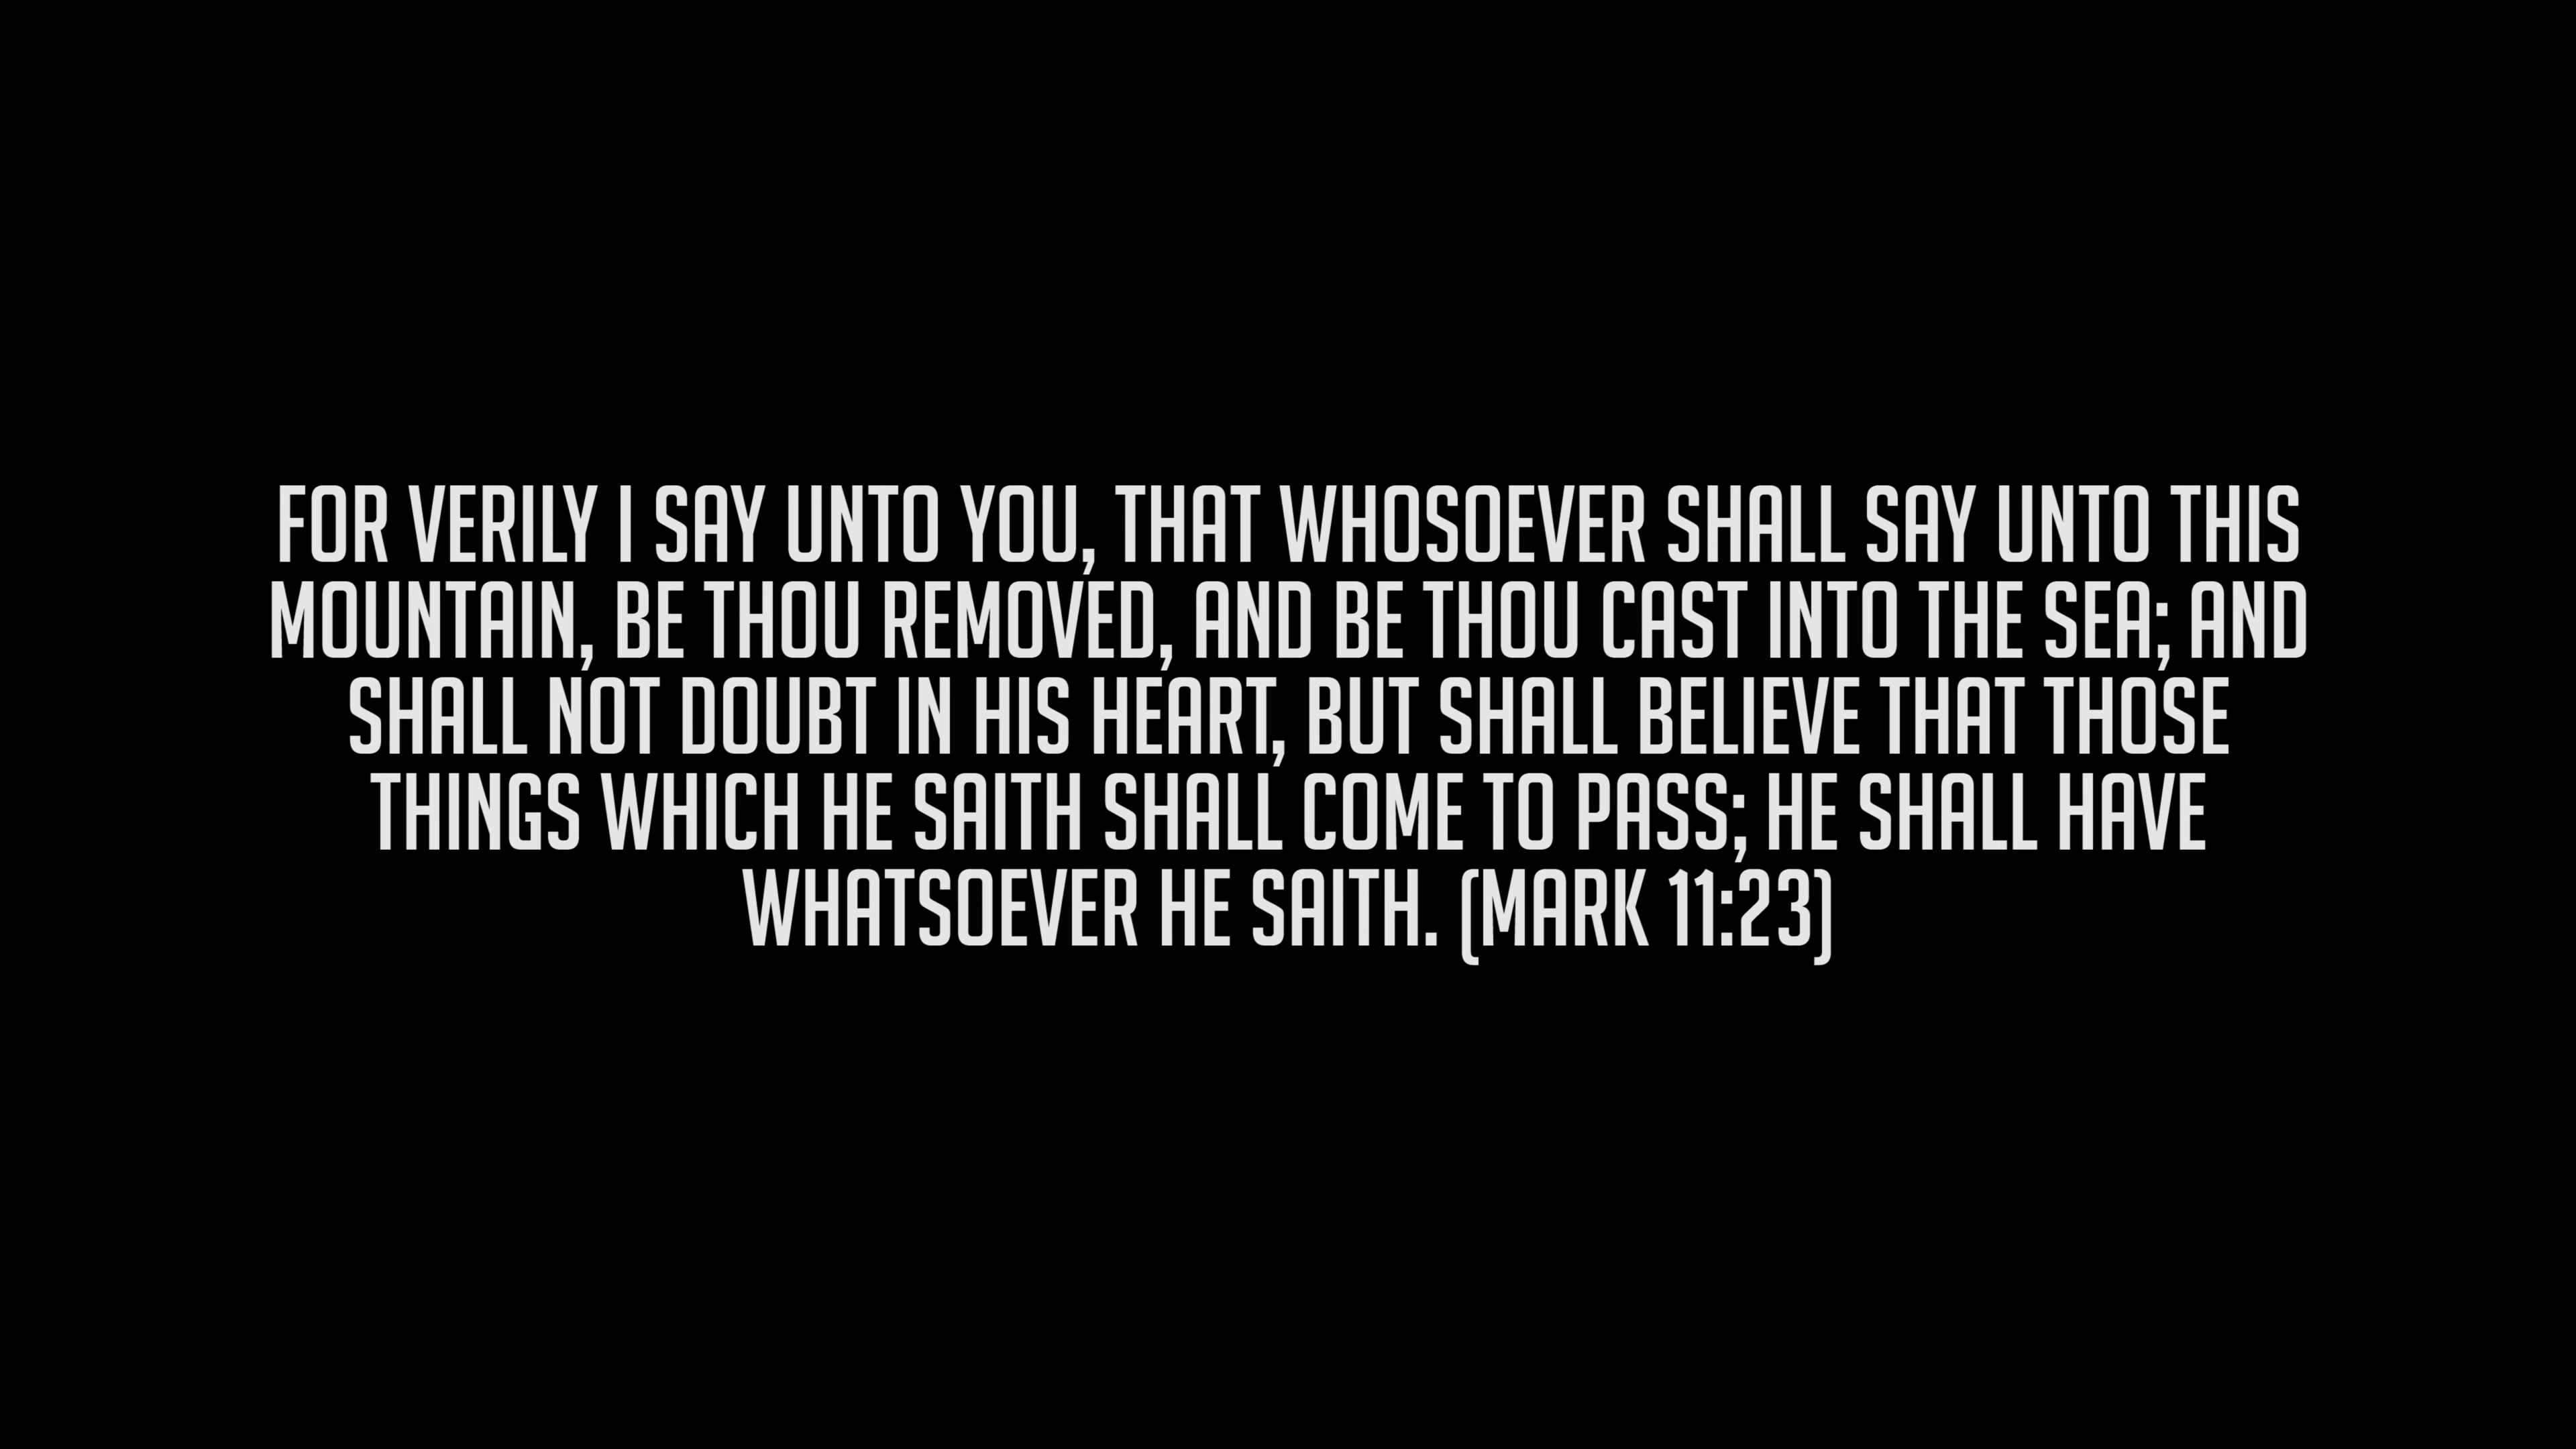 FOR VERILY I SAY UNTO YOU, THAT WHOSOEVER SHALL SAY UNTO THIS
MOUNTAIN, BE THOU REMOVED, AND BE THOU CAST INTO THE SEA; AND
SHALL NOT DOUBT IN HIS HEART, BUT SHALL BELIEVE THAT THOSE
THINGS WHICH HE SAITH SHALL COME TO PASS; HE SHALL HAVE
WHATSOEVER HE SAITH. (MARK 11:23)